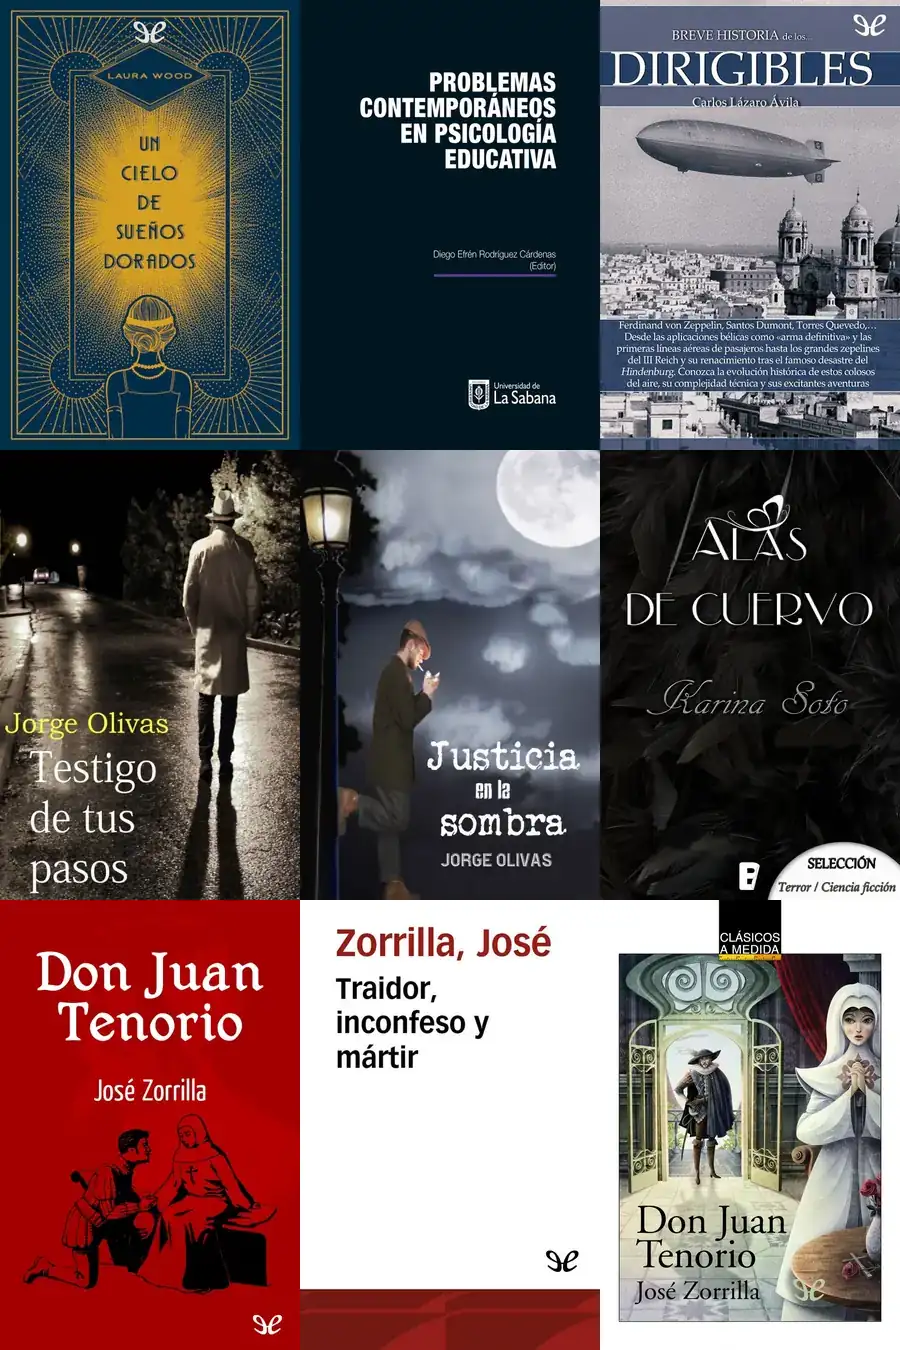 LAURA WOOD
UN
CIELO
DE
SUEÑOS
DORADOS
PROBLEMAS
CONTEMPORÁNEOS
EN PSICOLOGÍA
EDUCATIVA
Diego Efrén Rodríguez Cárdenas
(Editor)
Universidad de
La Sabana
BREVE HISTORIA de los...
DIRIGIBLES
Carlos Lázaro Ávila
Ferdinand von Zeppelin, Santos Dumont, Torres Quevedo,...
Desde las aplicaciones bélicas como «arma definitiva» y las
primeras líneas aéreas de pasajeros hasta los grandes zepelines
del III Reich y su renacimiento tras el famoso desastre del
Hindenburg. Conozca la evolución histórica de estos colosos
del aire, su complejidad técnica y sus excitantes aventuras
Jorge Olivas
Testigo
de tus
pasos
Justicia
en la
sombra
JORGE OLIVAS
ALAS
DE CUERVO
Karina Soto
B
SELECCIÓN
Terror / Ciencia ficción
Don Juan
Tenorio
José Zorrilla
Zorrilla, José
Traidor,
inconfeso y
mártir
CLÁSICOS
A MEDIDA
Don Juan
Tenorio
José Zorrilla